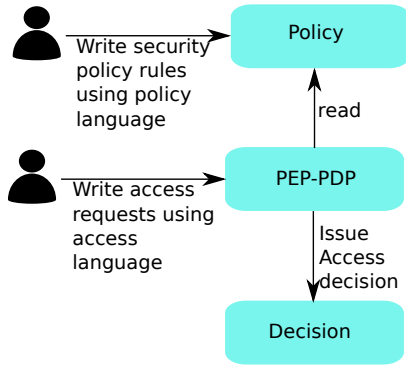 Policy
Write security
policy rules
using policy
language
read
PEP-PDP
Write access
requests using
access
language
Issue
Access
decision
Decision